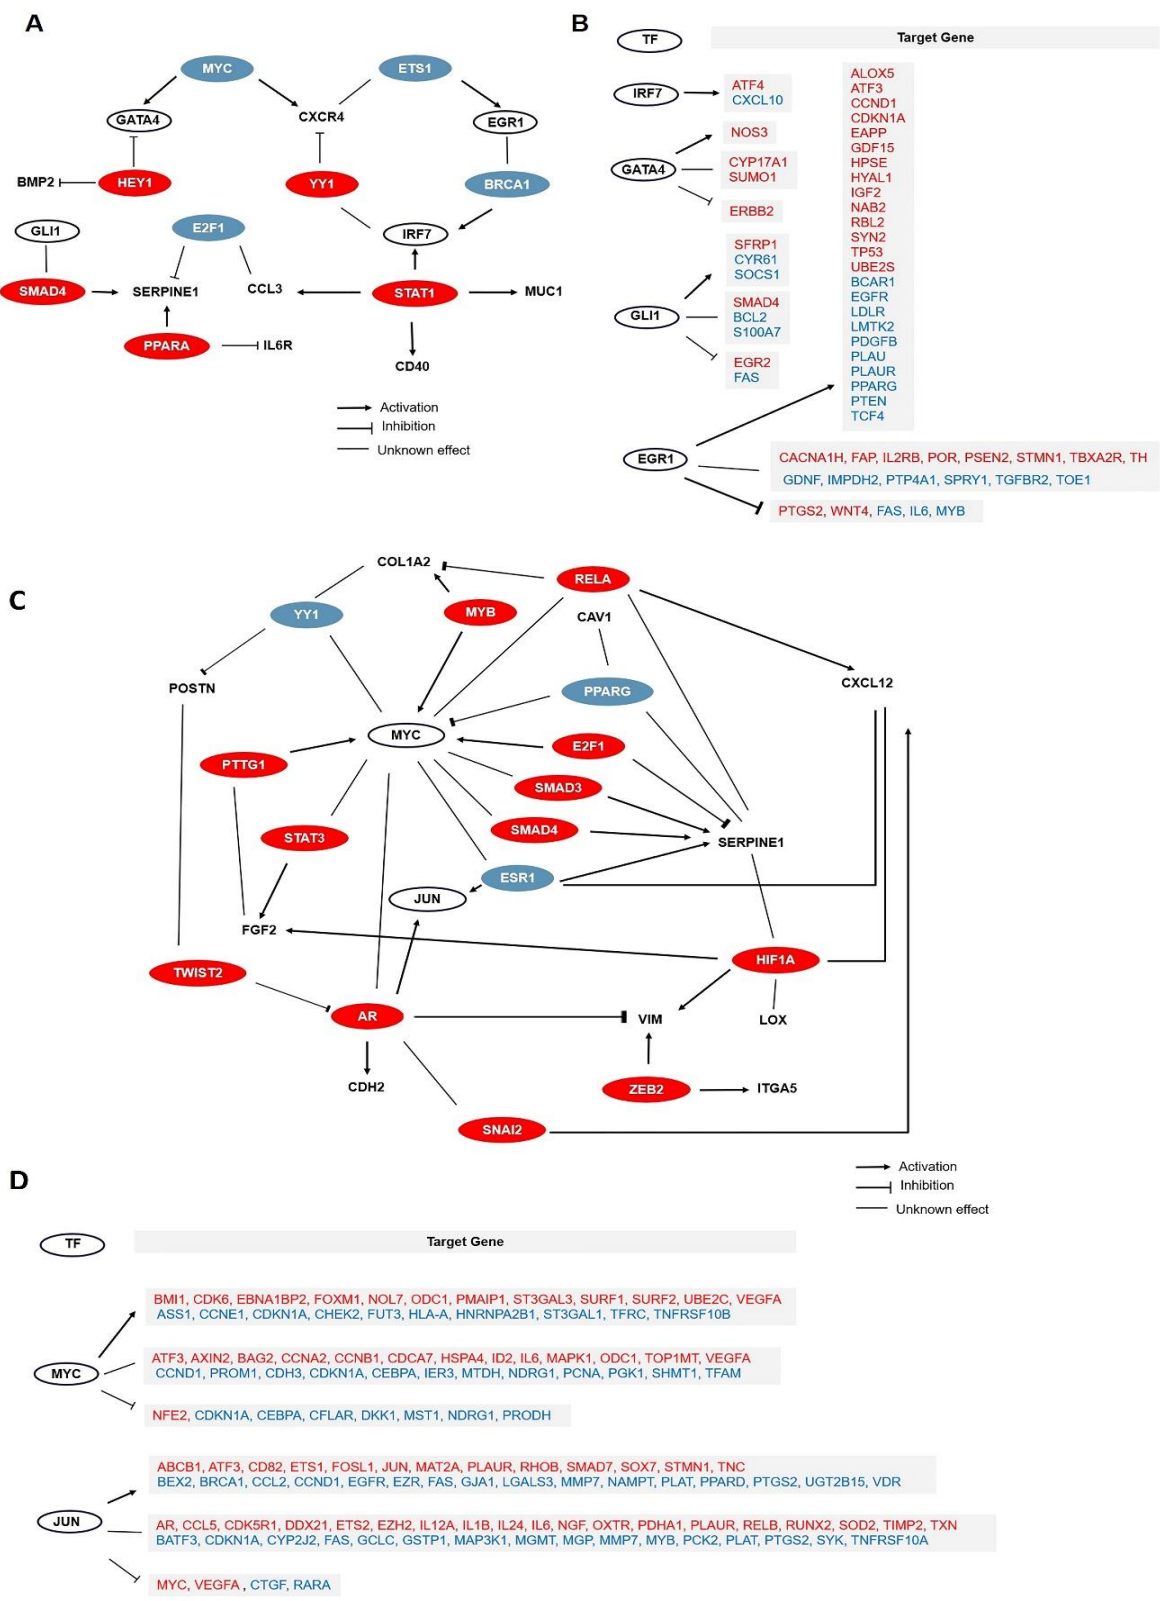 A
MYC
ETS1
GATA4
CXCR4
EGR1
BMP2
HEY1
YY1
BRCA1
GLI1
E2F1
IRF7
SMAD4
SERPINE1
CCL3
STAT1
MUC1
PPARA
IL6R
CD40
Activation
Inhibition
Unknown effect
B
TF
Target Gene
IRF7
ATF4
CXCL10
GATA4
NOS3
CYP17A1
SUMO1
ERBB2
GLI1
SFRP1
CYR61
SOCS1
SMAD4
BCL2
S100A7
EGR2
FAS
ALOX5
ATF3
CCND1
CDKN1A
EAPP
GDF15
HPSE
HYAL1
IGF2
NAB2
RBL2
SYN2
TP53
UBE2S
BCAR1
EGFR
LDLR
LMTK2
PDGFB
PLAU
PLAUR
PPARG
PTEN
TCF4
EGR1
CACNA1H, FAP, IL2RB, POR, PSEN2, STMN1, TBXA2R, TH
GDNF, IMPDH2, PTP4A1, SPRY1, TGFBR2, TOE1
PTGS2, WNT4, FAS, IL6, MYB
C
COL1A2
RELA
YY1
MYB
CAV1
POSTN
PPARG
CXCL12
MYC
PTTG1
E2F1
SMAD3
STAT3
SMAD4
SERPINE1
ESR1
JUN
FGF2
TWIST2
HIF1A
AR
VIM
LOX
CDH2
ZEB2
ITGA5
SNAI2
Activation
Inhibition
Unknown effect
D
TF
Target Gene
MYC
BMI1, CDK6, EBNA1BP2, FOXM1, NOL7, ODC1, PMAIP1, ST3GAL3, SURF1, SURF2, UBE2C, VEGFA
ASS1, CCNE1, CDKN1A, CHEK2, FUT3, HLA-A, HNRNPA2B1, ST3GAL1, TFRC, TNFRSF10B
ATF3, AXIN2, BAG2, CCNA2, CCNB1, CDCA7, HSPA4, ID2, IL6, MAPK1, ODC1, TOP1MT, VEGFA
CCND1, PROM1, CDH3, CDKN1A, CEBPA, IER3, MTDH, NDRG1, PCNA, PGK1, SHMT1, TFAM
NFE2, CDKN1A, CEBPA, CFLAR, DKK1, MST1, NDRG1, PRODH
JUN
ABCB1, ATF3, CD82, ETS1, FOSL1, JUN, MAT2A, PLAUR, RHOB, SMAD7, SOX7, STMN1, TNC
BEX2, BRCA1, CCL2, CCND1, EGFR, EZR, FAS, GJA1, LGALS3, MMP7, NAMPT, PLAT, PPARD, PTGS2, UGT2B15, VDR
AR, CCL5, CDK5R1, DDX21, ETS2, EZH2, IL12A, IL1B, IL24, IL6, NGF, OXTR, PDHA1, PLAUR, RELB, RUNX2, SOD2, TIMP2, TXN
BATF3, CDKN1A, CYP2J2, FAS, GCLC, GSTP1, MAP3K1, MGMT, MGP, MMP7, MYB, PCK2, PLAT, PTGS2, SYK, TNFRSF10A
MYC, VEGFA , CTGF, RARA